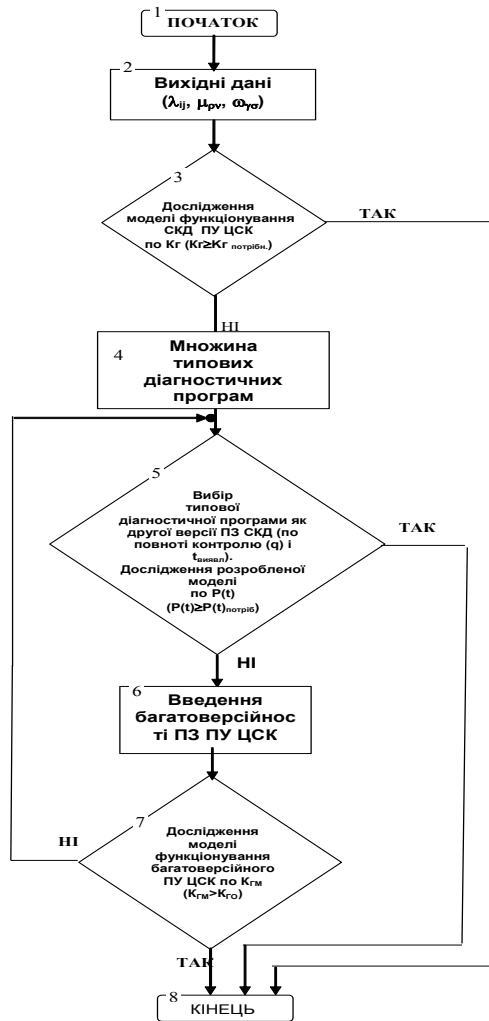 1
ПОЧАТОК
2
Вихідні дані
(λij, μρν, ωγσ)
3
Дослідження
моделі функціонування
СКД ПУ ЦСК
по Кг (Кг≥Кг потрібн.)
ТАК
НІ
4
Множина
типових
діагностичних
програм
5
Вибір
типової
діагностичної програми як
другої версії ПЗ СКД (по
повноті контролю (q) і
tвиявл).
Дослідження розробленої
моделі
по P(t)
(P(t)≥P(t)потріб)
ТАК
НІ
6
Введення
багатоверсійнос
ті ПЗ ПУ ЦСК
7
НІ
Дослідження
моделі
функціонування
багатоверсійного
ПУ ЦСК по КГМ
(КГМ>КГО)
ТАК
8
КІНЕЦЬ